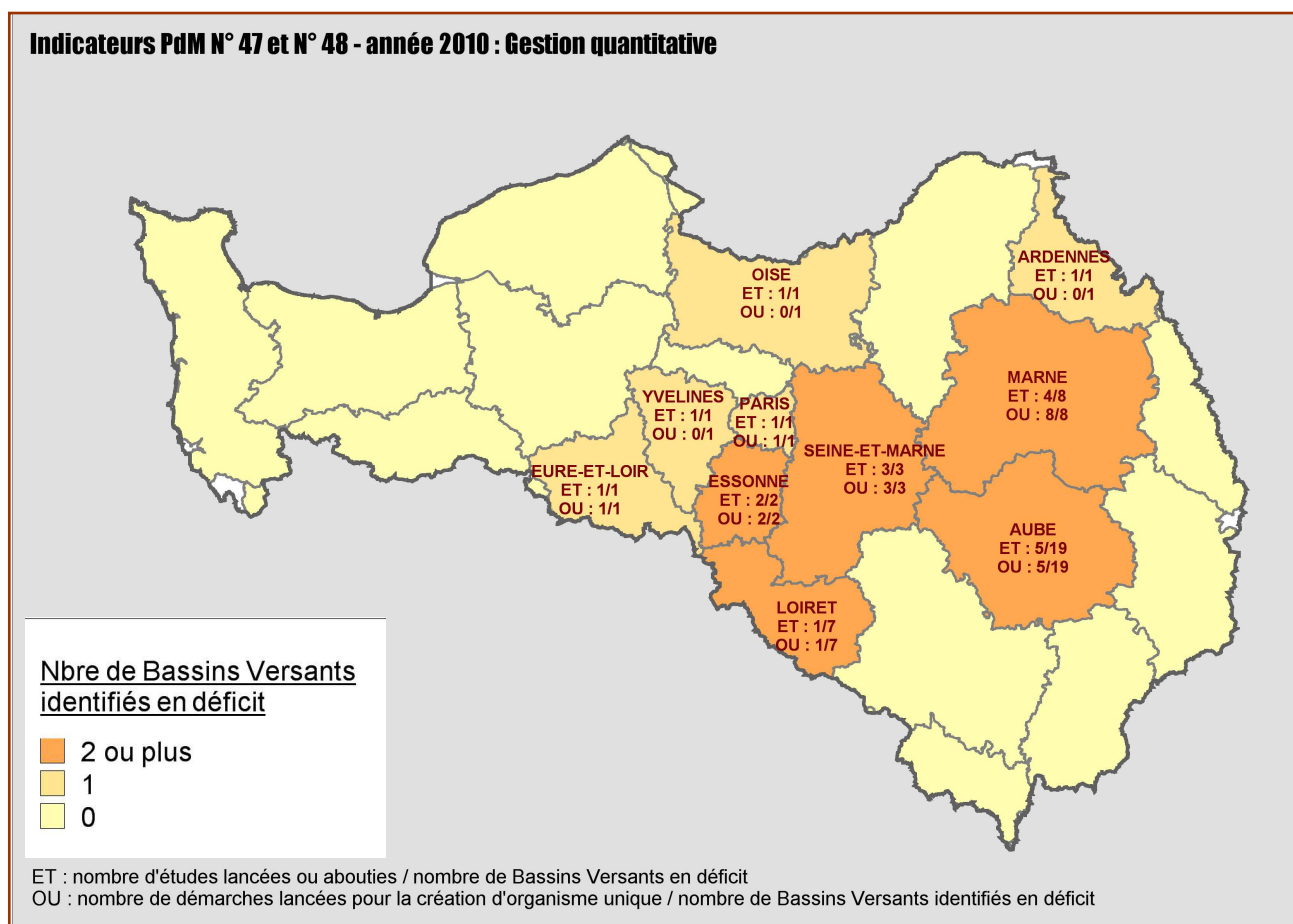 Indicateurs PdM N° 47 et N° 48 - année 2010 : Gestion quantitative
OISE
ET : 1/1
OU : 0/1
ARDENNES
ET : 1/1
OU : 0/1
MARNE
ET : 4/8
OU : 8/8
YVELINES
ET : 1/1
OU : 0/1
PARIS
ET : 1/1
OU : 1/1
SEINE-ET-MARNE
ET : 3/3
OU : 3/3
EURE-ET-LOIR
ET : 1/1
OU : 1/1
ESSONNE
ET : 2/2
OU : 2/2
AUBE
ET : 5/19
OU : 5/19
LOIRET
ET : 1/7
OU : 1/7
Nbre de Bassins Versants
identifiés en déficit
2 ou plus
1
0
ET : nombre d'études lancées ou abouties / nombre de Bassins Versants en déficit
OU : nombre de démarches lancées pour la création d'organisme unique / nombre de Bassins Versants identifiés en déficit